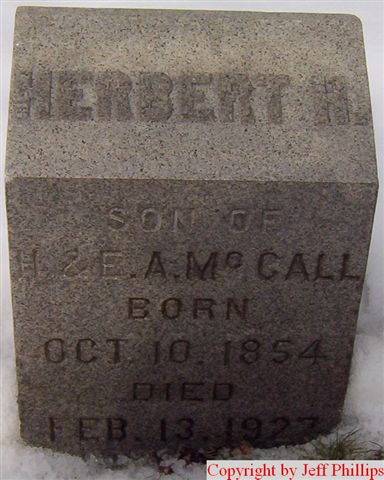 HERBERT H.
SON OF
H. & E. A. McCALL
BORN
OCT. 10. 1854
DIED
FEB. 13. 1927
Copyright by Jeff Phillips